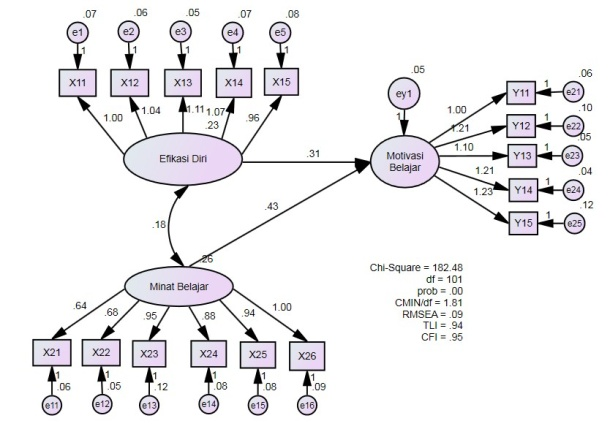 .07 .06 .05 .07 .08
e1 e2 e3 e4 e5
1 1 1 1 1
X11 X12 X13 X14 X15
1.00 1.04 1.11 1.07 .96
.23
Efikasi Diri
.31
.05
ey1
1
Motivasi
Belajar
1.00 1.21 1.10 1.21 1.23
Y11 1 e21 .06
Y12 1 e22 .10
Y13 1 e23 .05
Y14 1 e24 .04
Y15 1 e25 .12
.18
.43
.26
Minat Belajar
.64 .68 .95 .88 .94 1.00
X21 X22 X23 X24 X25 X26
1 1 1 1 1 1
.06 .05 .12 .08 .08 .09
e11 e12 e13 e14 e15 e16
Chi-Square = 182.48
df = 101
prob = .00
CMIN/df = 1.81
RMSEA = .09
TLI = .94
CFI = .95